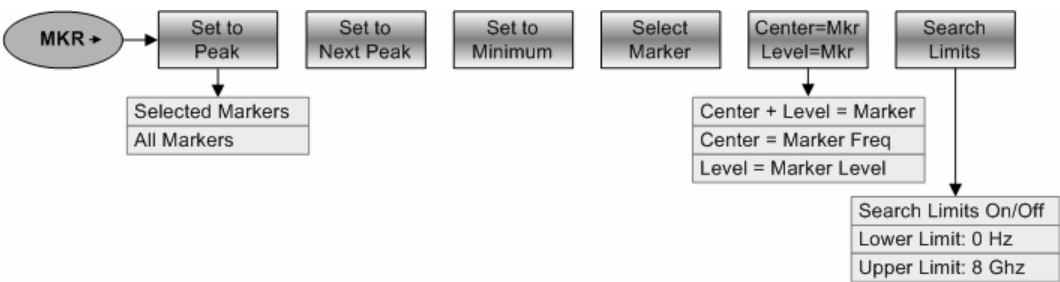 MKR →
Set to
Peak
Set to
Next Peak
Set to
Minimum
Select
Marker
Center=Mkr
Level=Mkr
Search
Limits
Selected Markers
All Markers
Center + Level = Marker
Center = Marker Freq
Level = Marker Level
Search Limits On/Off
Lower Limit: 0 Hz
Upper Limit: 8 Ghz